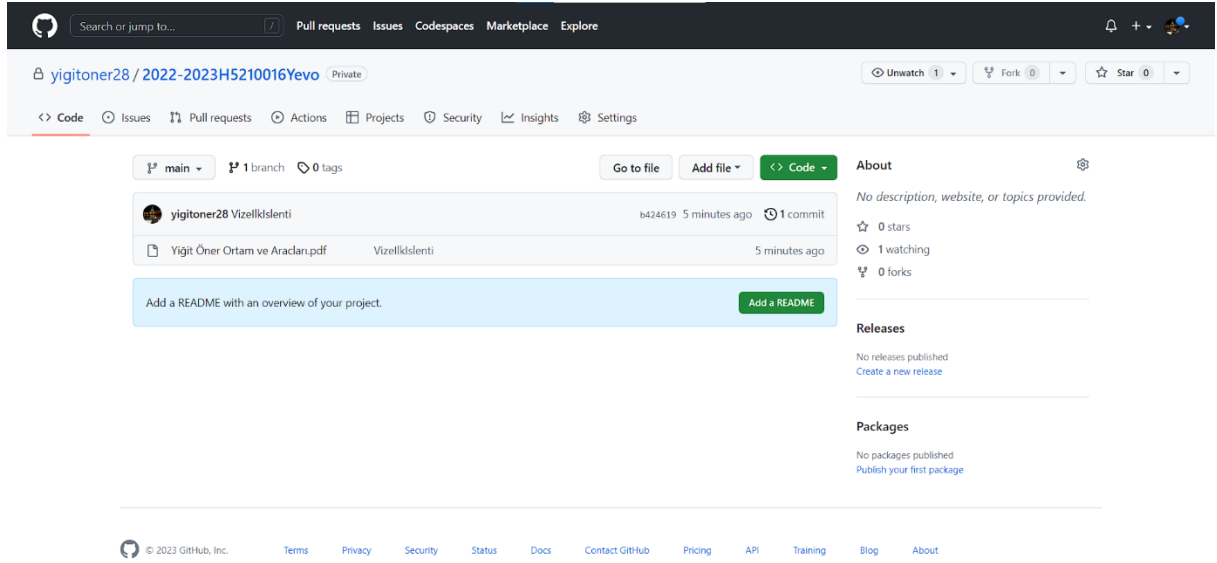 Search or jump to... / Pull requests Issues Codespaces Marketplace Explore
yigitoner28 / 2022-2023H5210016Yevo Private
Unwatch 1 Fork 0 Star 0
Code Issues Pull requests Actions Projects Security Insights Settings
main 1 branch 0 tags Go to file Add file Code
yigitoner28 VizeIlkIslenti b424619 5 minutes ago 1 commit
Yiğit Öner Ortam ve Aracları.pdf VizeIlkIslenti 5 minutes ago
Add a README with an overview of your project. Add a README
About
No description, website, or topics provided.
0 stars
1 watching
0 forks
Releases
No releases published
Create a new release
Packages
No packages published
Publish your first package
© 2023 GitHub, Inc. Terms Privacy Security Status Docs Contact GitHub Pricing API Training Blog About